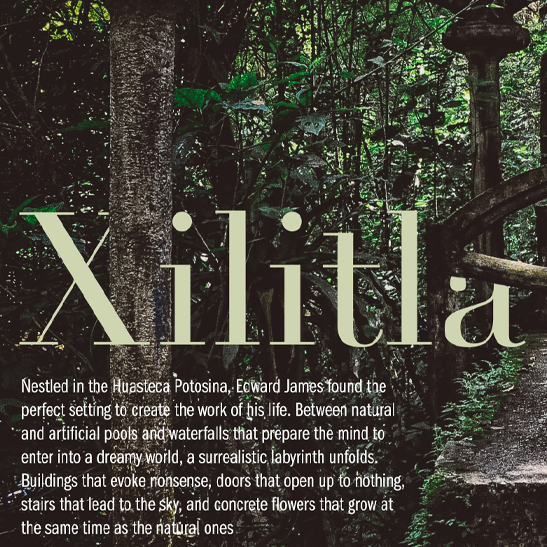 Xilitla
Nestled in the Huasteca Potosina, Edward James found the
perfect setting to create the work of his life. Between natural
and artificial pools and waterfalls that prepare the mind to
enter into a dreamy world, a surrealistic labyrinth unfolds.
Buildings that evoke nonsense, doors that open up to nothing,
stairs that lead to the sky, and concrete flowers that grow at
the same time as the natural ones